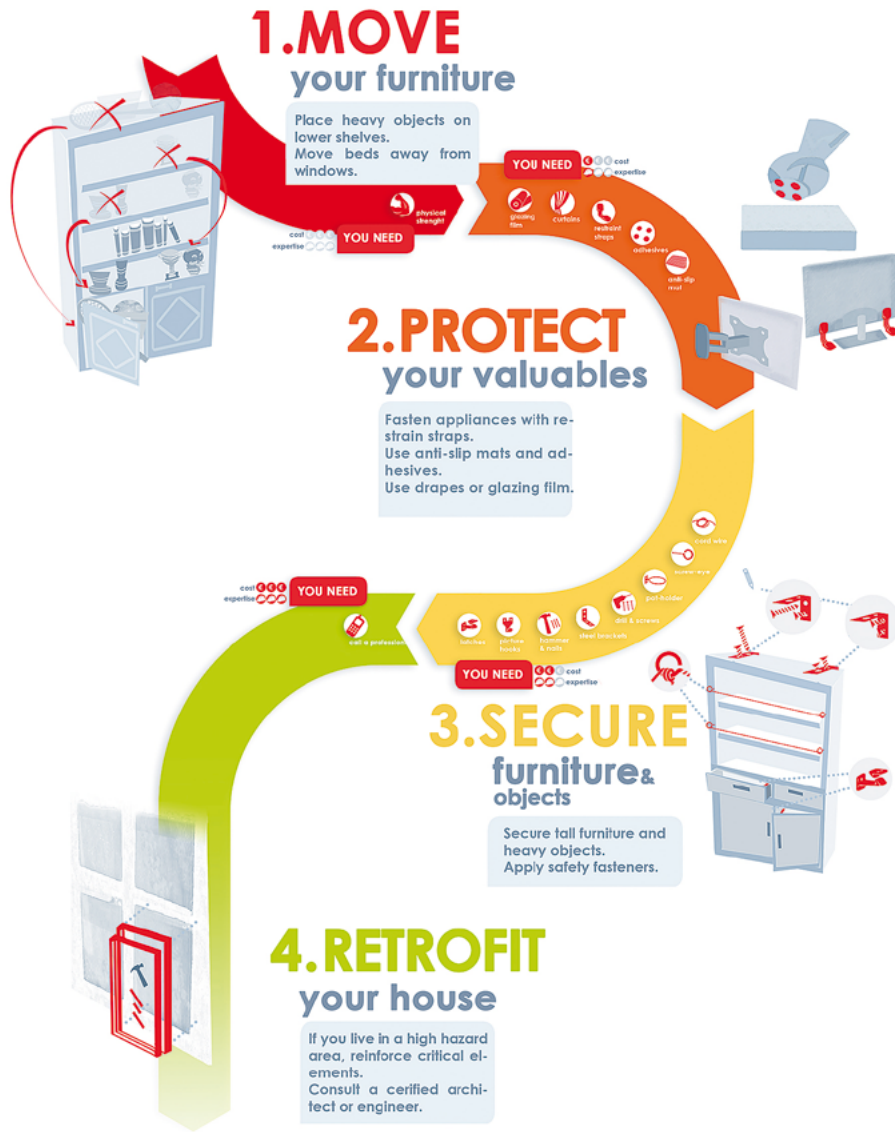 1.MOVE
your furniture
Place heavy objects on
lower shelves.
Move beds away from
windows.
physical
strenght
cost
expertise
YOU NEED
YOU NEED
cost
expertise
glazing
film
curtains
restraint
straps
adhesives
anti-slip
mat
2.PROTECT
your valuables
Fasten appliances with re-
strain straps.
Use anti-slip mats and ad-
hesives.
Use drapes or glazing film.
cord wire
screw-eye
pot-holder
drill & screws
steel brackets
hammer
& nails
picture
hooks
latches
YOU NEED
cost
expertise
3.SECURE
furniture&
objects
Secure tall furniture and
heavy objects.
Apply safety fasteners.
cost
expertise
YOU NEED
call a profession
4.RETROFIT
your house
If you live in a high hazard
area, reinforce critical el-
ements.
Consult a cerified archi-
tect or engineer.